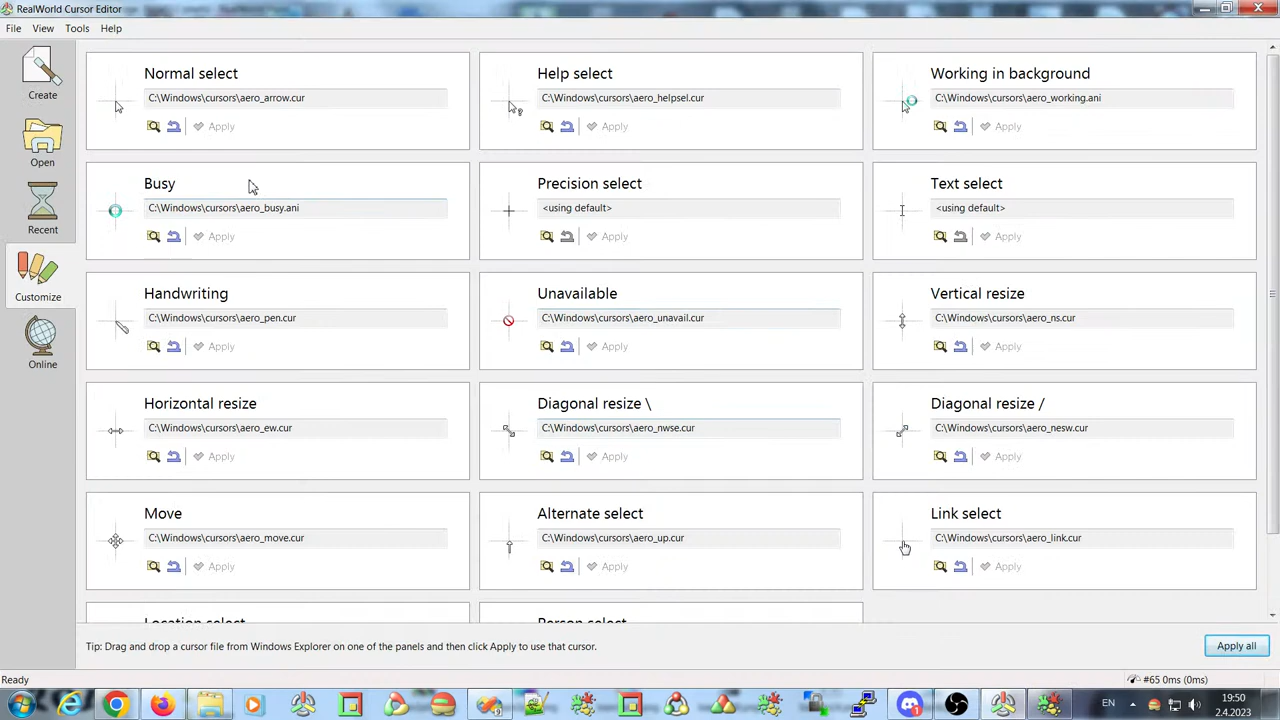 RealWorld Cursor Editor
File View Tools Help
Create
Open
Recent
Customize
Online
Normal select
C:\Windows\cursors\aero_arrow.cur
Apply
Help select
C:\Windows\cursors\aero_helpsel.cur
Apply
Working in background
C:\Windows\cursors\aero_working.ani
Apply
Busy
C:\Windows\cursors\aero_busy.ani
Apply
Precision select
<using default>
Apply
Text select
<using default>
Apply
Handwriting
C:\Windows\cursors\aero_pen.cur
Apply
Unavailable
C:\Windows\cursors\aero_unavail.cur
Apply
Vertical resize
C:\Windows\cursors\aero_ns.cur
Apply
Horizontal resize
C:\Windows\cursors\aero_ew.cur
Apply
Diagonal resize \
C:\Windows\cursors\aero_nwse.cur
Apply
Diagonal resize /
C:\Windows\cursors\aero_nesw.cur
Apply
Move
C:\Windows\cursors\aero_move.cur
Apply
Alternate select
C:\Windows\cursors\aero_up.cur
Apply
Link select
C:\Windows\cursors\aero_link.cur
Apply
Location select
Person select
Tip: Drag and drop a cursor file from Windows Explorer on one of the panels and then click Apply to use that cursor.
Apply all
Ready
#65 0ms (0ms)
EN
19:50
2.4.2023